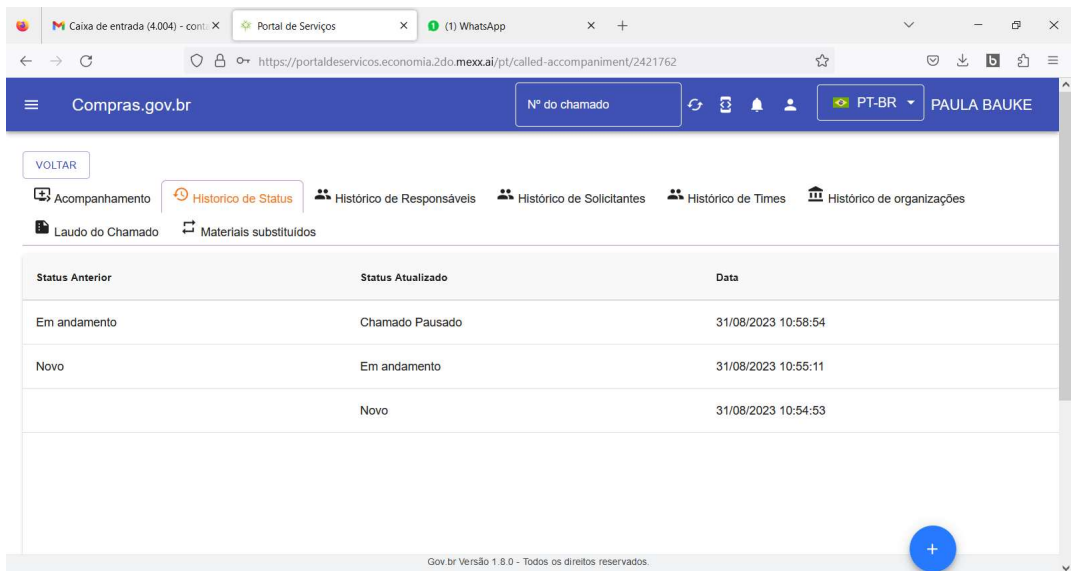 Caixa de entrada (4.004) - conta Portal de Serviços (1) WhatsApp
https://portaldeservicos.economia.2do.mexx.ai/pt/called-accompaniment/2421762
Compras.gov.br Nº do chamado PT-BR PAULA BAUKE
VOLTAR
Acompanhamento Historico de Status Histórico de Responsáveis Histórico de Solicitantes Histórico de Times Histórico de organizações
Laudo do Chamado Materiais substituídos
Status Anterior Status Atualizado Data
Em andamento Chamado Pausado 31/08/2023 10:58:54
Novo Em andamento 31/08/2023 10:55:11
Novo 31/08/2023 10:54:53
Gov.br Versão 1.8.0 - Todos os direitos reservados.